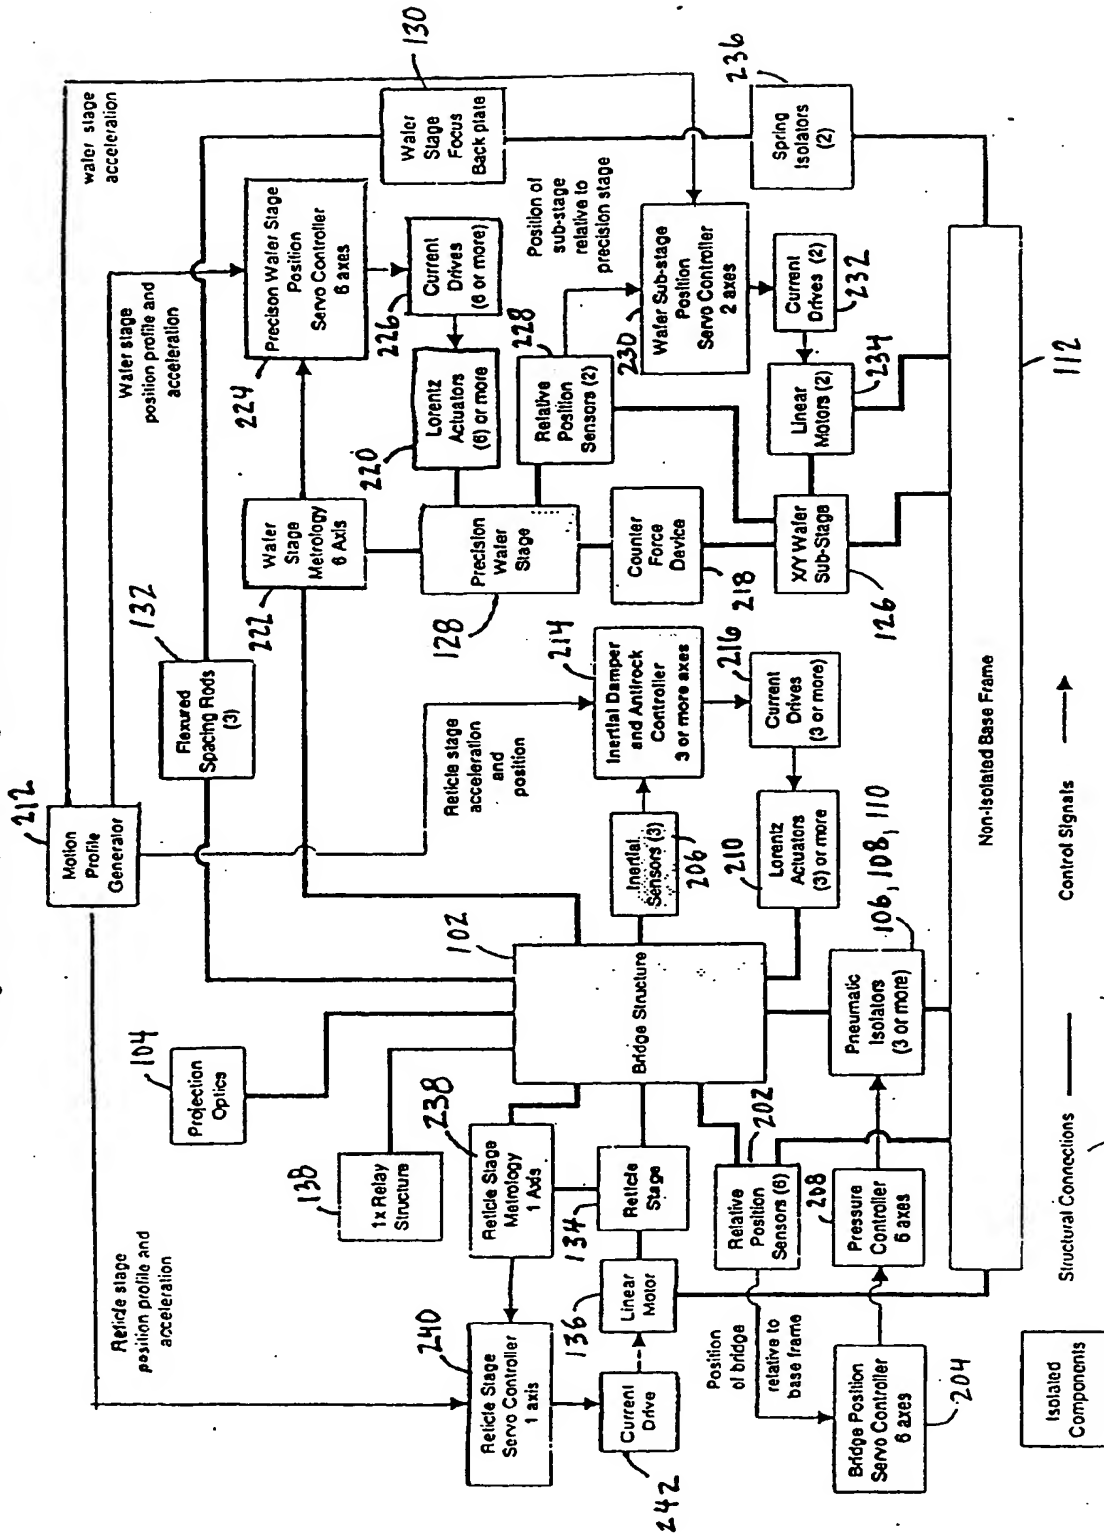 212
Motion
Profile
Generator
Reticle stage
position profile and
acceleration
Water stage
position profile and
acceleration
water stage
acceleration
132
Flexured
Spacing Rods
(3)
130
Water
Stage
Focus
Back plate
104
Projection
Optics
138
1x Relay
Structure
238
Reticle Stage
Metrology
1 Axis
240
Reticle Stage
Servo Controller
1 axis
242
Current
Drive
136
Linear
Motor
134
Reticle
Stage
102
Bridge Structure
Reticle stage
acceleration
and
position
222
Water
Stage
Metrology
6 Axis
224
Precison Wafer Stage
Position
Servo Controller
6 axes
226
Current
Drives
(6 or more)
220
Lorentz
Actuators
(6) or more
128
Precision
Water
Stage
228
Relative
Position
Sensors (2)
Position of
sub-stage
relative to
precision stage
230
Wafer Sub-stage
Position
Servo Controller
2 axes
232
Current
Drives (2)
234
Linear
Motors (2)
236
Spring
Isolators
(2)
218
Counter
Force
Device
126
X/Y Wafer
Sub-Stage
214
Inertial Damper
and Antirock
Controller
3 or more axes
216
Current
Drives
(3 or more)
206
Inertial
Sensors (3)
210
Lorentz
Actuators
(3) or more
106, 108, 110
Pneumatic
Isolators
(3 or more)
202
Relative
Position
Sensors (6)
208
Pressure
Controller
6 axes
Position
of bridge
relative to
base frame
204
Bridge Position
Servo Controller
6 axes
112
Non-Isolated Base Frame
Isolated
Components
Structural Connections
Control Signals